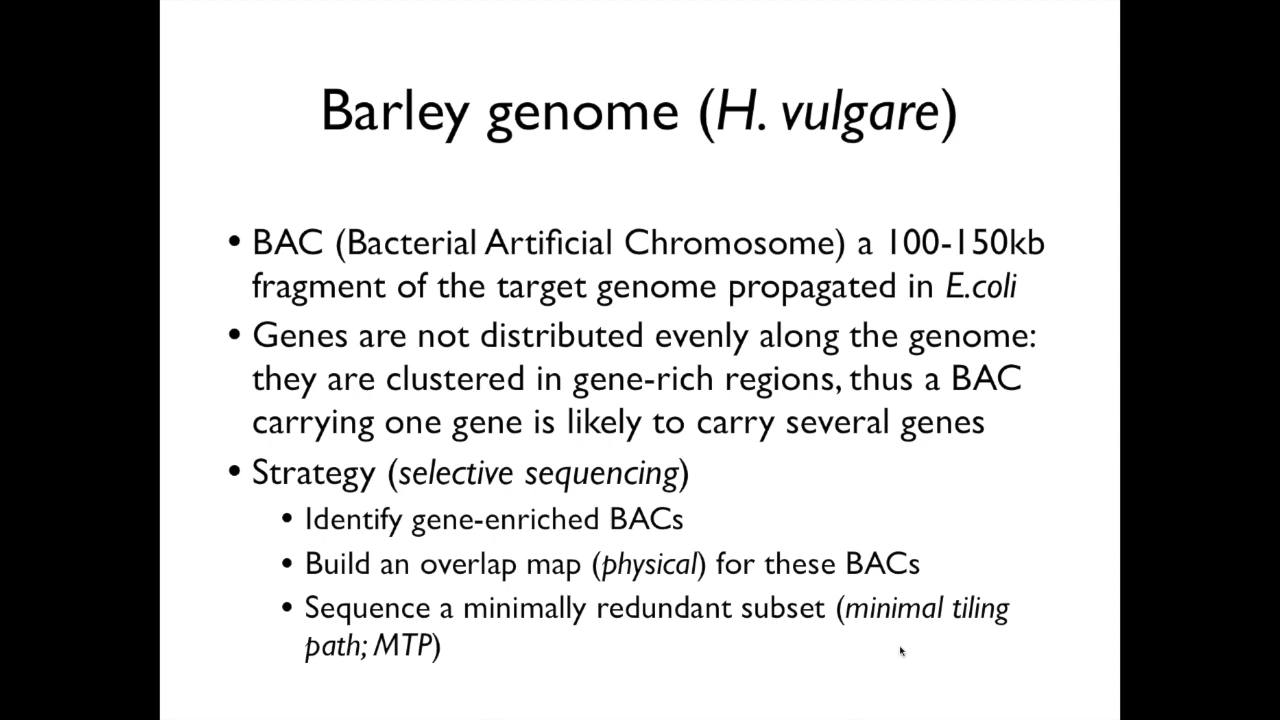 Barley genome (H. vulgare)
• BAC (Bacterial Artificial Chromosome) a 100-150kb
fragment of the target genome propagated in E.coli
• Genes are not distributed evenly along the genome:
they are clustered in gene-rich regions, thus a BAC
carrying one gene is likely to carry several genes
• Strategy (selective sequencing)
• Identify gene-enriched BACs
• Build an overlap map (physical) for these BACs
• Sequence a minimally redundant subset (minimal tiling
path; MTP)